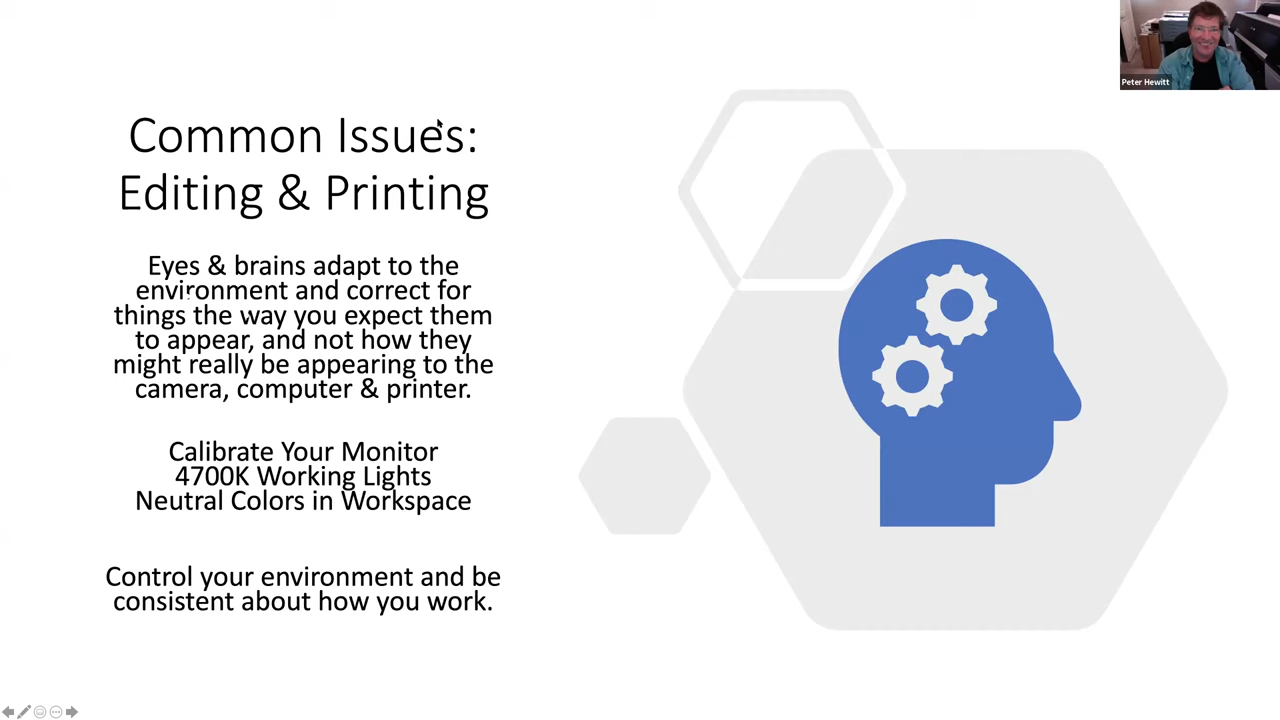 Peter Hewitt
Common Issues:
Editing & Printing
Eyes & brains adapt to the
environment and correct for
things the way you expect them
to appear, and not how they
might really be appearing to the
camera, computer & printer.
Calibrate Your Monitor
4700K Working Lights
Neutral Colors in Workspace
Control your environment and be
consistent about how you work.